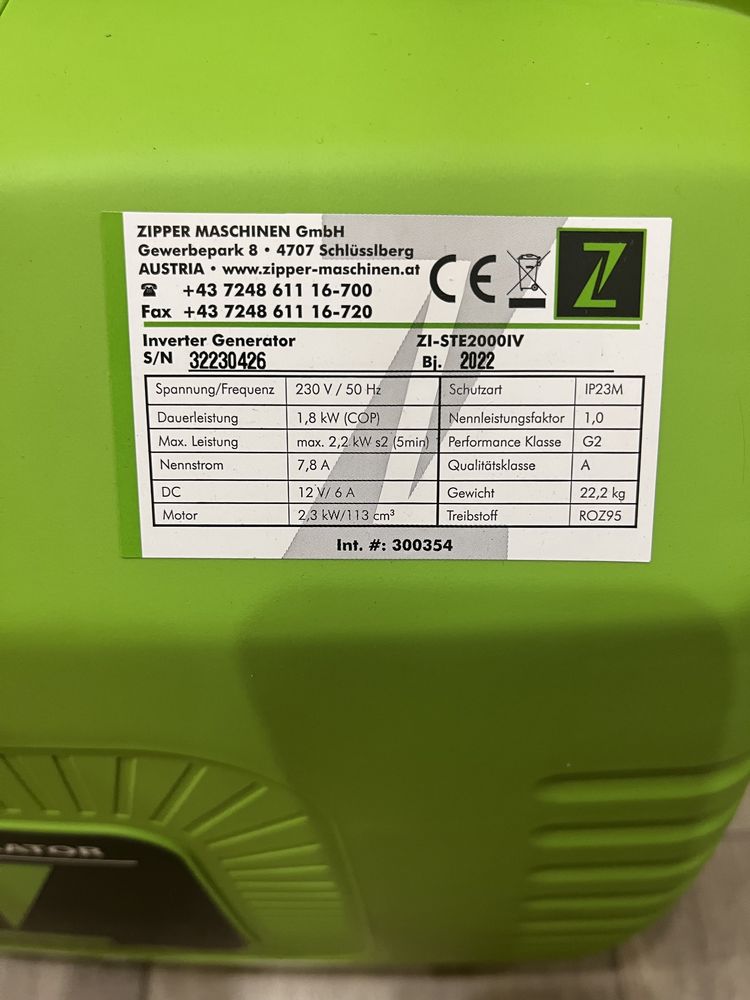 ZIPPER MASCHINEN GmbH
Gewerbepark 8 • 4707 Schlüsslberg
AUSTRIA • www.zipper-maschinen.at
☎ +43 7248 611 16-700
Fax +43 7248 611 16-720
CE
Z
Inverter Generator ZI-STE2000IV
S/N 32230426 Bj. 2022
Spannung/Frequenz 230 V / 50 Hz Schutzart IP23M
Dauerleistung 1,8 kW (COP) Nennleistungsfaktor 1,0
Max. Leistung max. 2,2 kW s2 (5min) Performance Klasse G2
Nennstrom 7,8 A Qualitätsklasse A
DC 12 V/ 6 A Gewicht 22,2 kg
Motor 2,3 kW/113 cm³ Treibstoff ROZ95
Int. #: 300354
ATOR